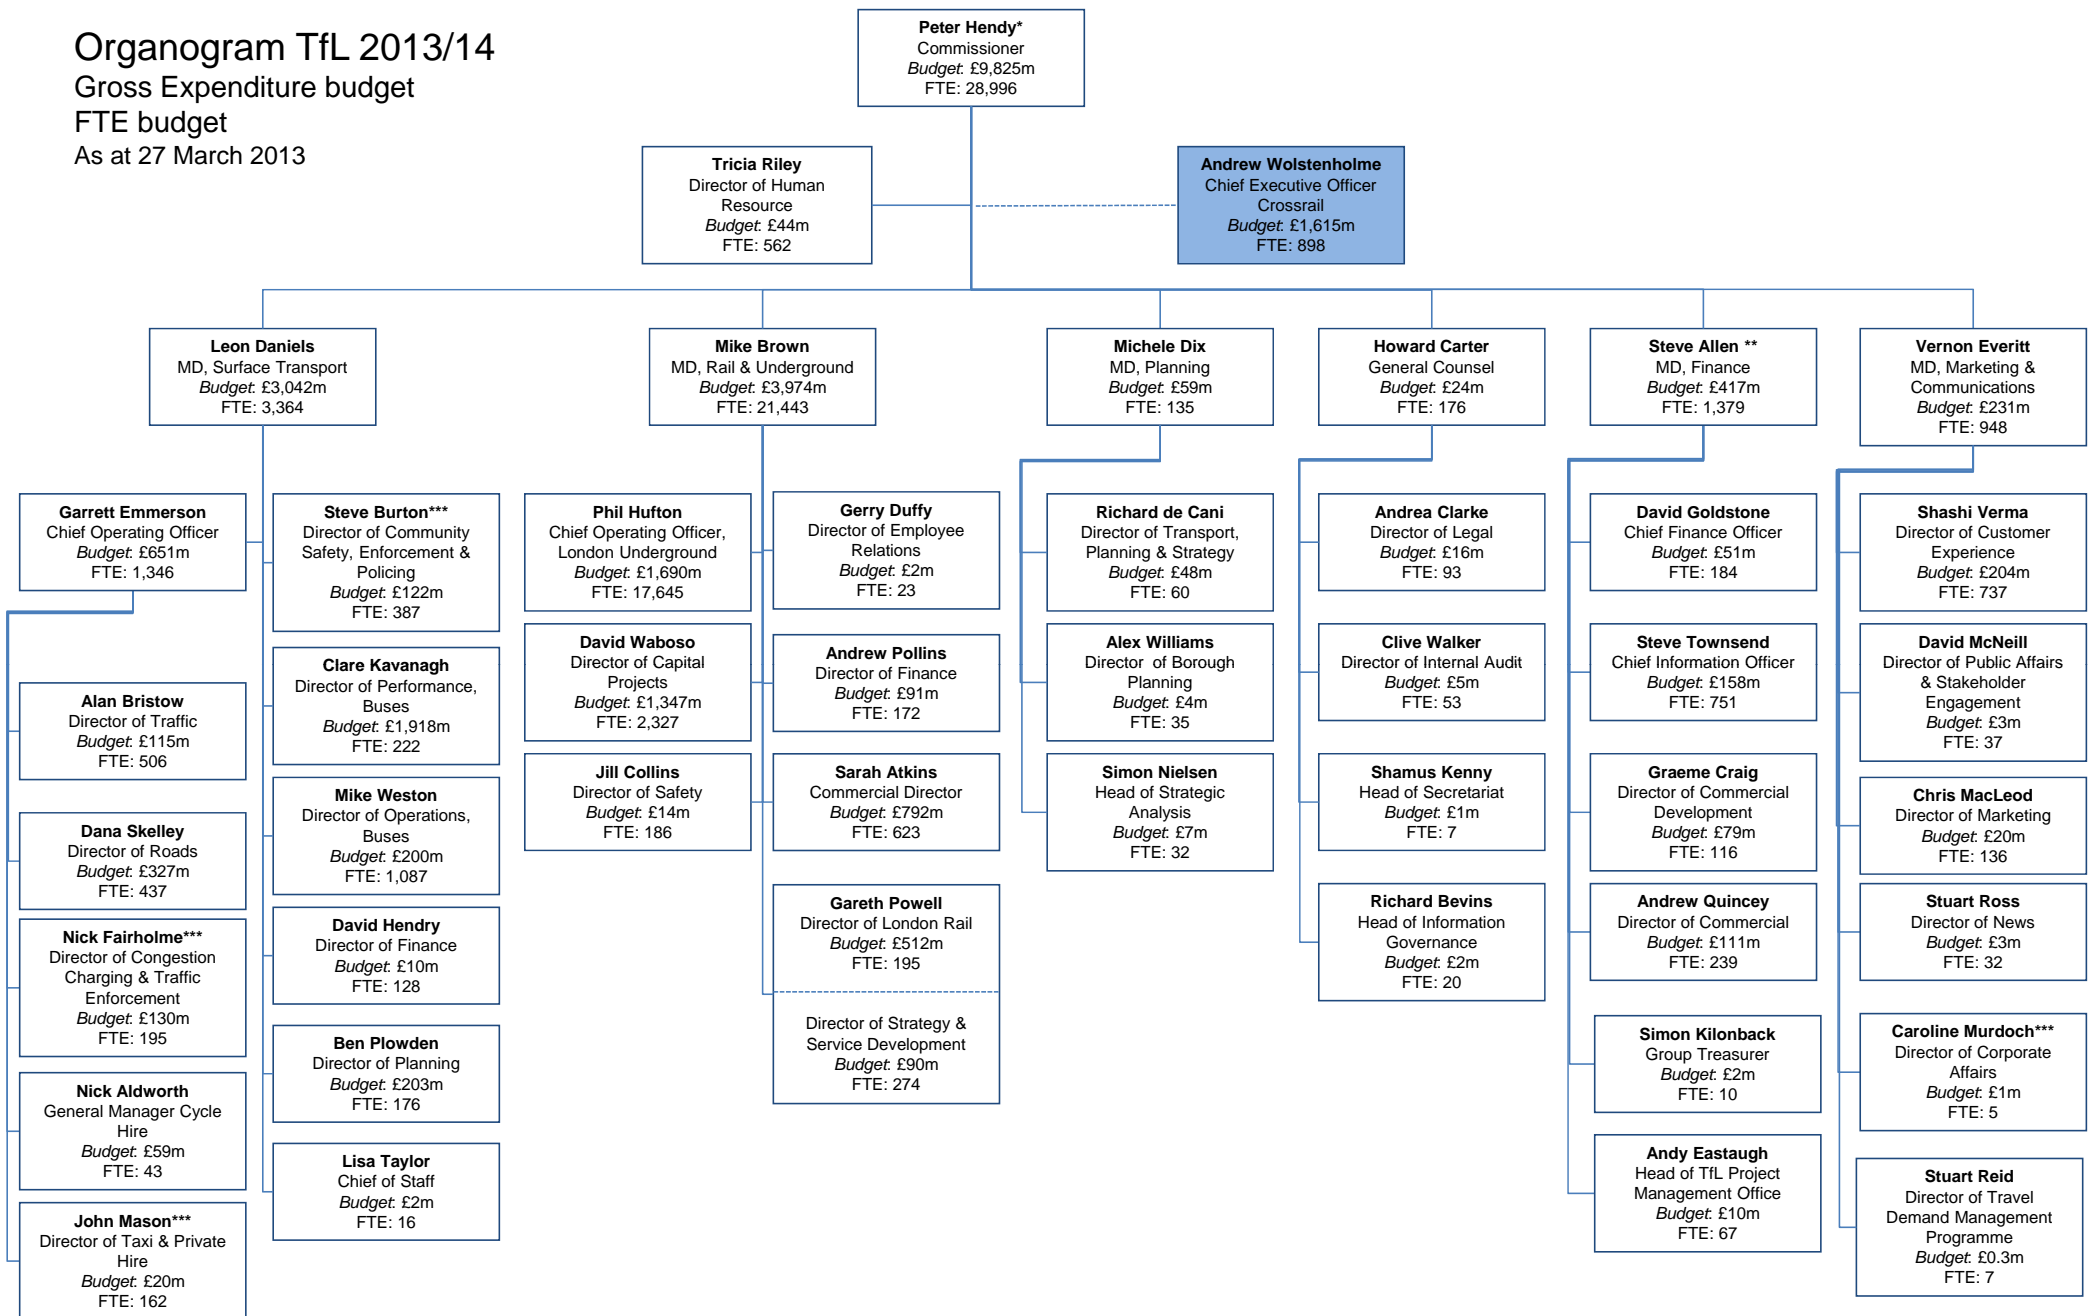 Organogram TfL 2013/14
Gross Expenditure budget
FTE budget
As at 27 March 2013
Peter Hendy*
Commissioner
Budget: £9,825m
FTE: 28,996
Tricia Riley
Director of Human
Resource
Budget: £44m
FTE: 562
Andrew Wolstenholme
Chief Executive Officer
Crossrail
Budget: £1,615m
FTE: 898
Leon Daniels
MD, Surface Transport
Budget: £3,042m
FTE: 3,364
Mike Brown
MD, Rail & Underground
Budget: £3,974m
FTE: 21,443
Michele Dix
MD, Planning
Budget: £59m
FTE: 135
Howard Carter
General Counsel
Budget: £24m
FTE: 176
Steve Allen **
MD, Finance
Budget: £417m
FTE: 1,379
Vernon Everitt
MD, Marketing &
Communications
Budget: £231m
FTE: 948
Garrett Emmerson
Chief Operating Officer
Budget: £651m
FTE: 1,346
Alan Bristow
Director of Traffic
Budget: £115m
FTE: 506
Dana Skelley
Director of Roads
Budget: £327m
FTE: 437
Nick Fairholme***
Director of Congestion
Charging & Traffic
Enforcement
Budget: £130m
FTE: 195
Nick Aldworth
General Manager Cycle
Hire
Budget: £59m
FTE: 43
John Mason***
Director of Taxi & Private
Hire
Budget: £20m
FTE: 162
Steve Burton***
Director of Community
Safety, Enforcement &
Policing
Budget: £122m
FTE: 387
Clare Kavanagh
Director of Performance,
Buses
Budget: £1,918m
FTE: 222
Mike Weston
Director of Operations,
Buses
Budget: £200m
FTE: 1,087
David Hendry
Director of Finance
Budget: £10m
FTE: 128
Ben Plowden
Director of Planning
Budget: £203m
FTE: 176
Lisa Taylor
Chief of Staff
Budget: £2m
FTE: 16
Phil Hufton
Chief Operating Officer,
London Underground
Budget: £1,690m
FTE: 17,645
David Waboso
Director of Capital
Projects
Budget: £1,347m
FTE: 2,327
Jill Collins
Director of Safety
Budget: £14m
FTE: 186
Gerry Duffy
Director of Employee
Relations
Budget: £2m
FTE: 23
Andrew Pollins
Director of Finance
Budget: £91m
FTE: 172
Sarah Atkins
Commercial Director
Budget: £792m
FTE: 623
Gareth Powell
Director of London Rail
Budget: £512m
FTE: 195
Director of Strategy &
Service Development
Budget: £90m
FTE: 274
Richard de Cani
Director of Transport,
Planning & Strategy
Budget: £48m
FTE: 60
Alex Williams
Director of Borough
Planning
Budget: £4m
FTE: 35
Simon Nielsen
Head of Strategic
Analysis
Budget: £7m
FTE: 32
Andrea Clarke
Director of Legal
Budget: £16m
FTE: 93
Clive Walker
Director of Internal Audit
Budget: £5m
FTE: 53
Shamus Kenny
Head of Secretariat
Budget: £1m
FTE: 7
Richard Bevins
Head of Information
Governance
Budget: £2m
FTE: 20
David Goldstone
Chief Finance Officer
Budget: £51m
FTE: 184
Steve Townsend
Chief Information Officer
Budget: £158m
FTE: 751
Graeme Craig
Director of Commercial
Development
Budget: £79m
FTE: 116
Andrew Quincey
Director of Commercial
Budget: £111m
FTE: 239
Simon Kilonback
Group Treasurer
Budget: £2m
FTE: 10
Andy Eastaugh
Head of TfL Project
Management Office
Budget: £10m
FTE: 67
Shashi Verma
Director of Customer
Experience
Budget: £204m
FTE: 737
David McNeill
Director of Public Affairs
& Stakeholder
Engagement
Budget: £3m
FTE: 37
Chris MacLeod
Director of Marketing
Budget: £20m
FTE: 136
Stuart Ross
Director of News
Budget: £3m
FTE: 32
Caroline Murdoch***
Director of Corporate
Affairs
Budget: £1m
FTE: 5
Stuart Reid
Director of Travel
Demand Management
Programme
Budget: £0.3m
FTE: 7